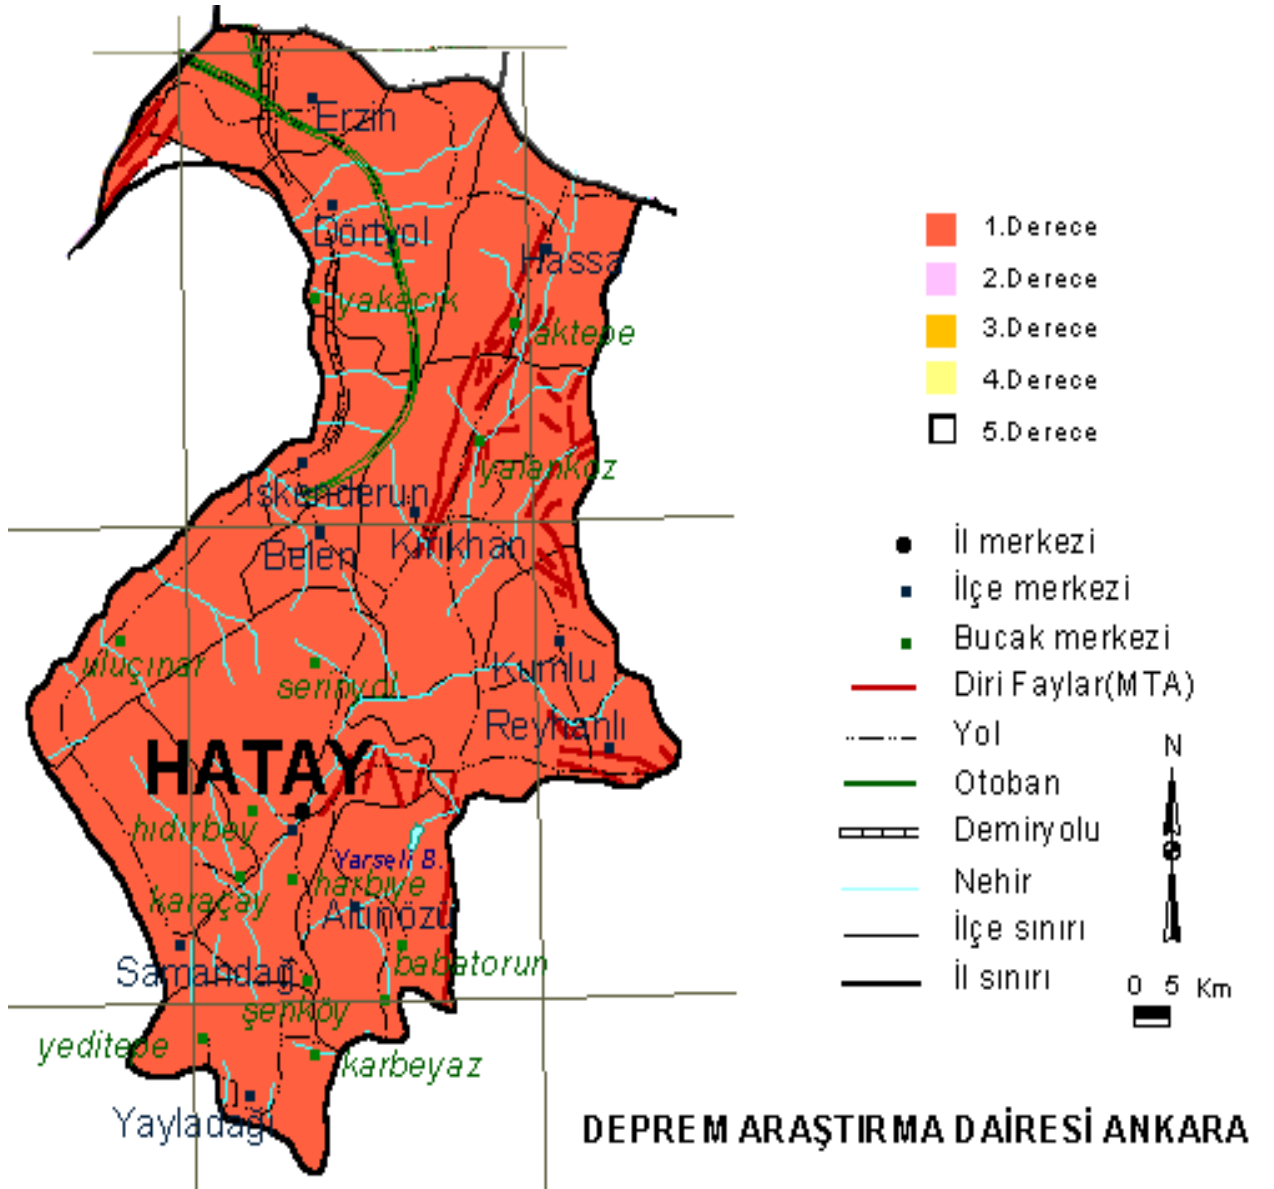 Erzin
Dörtyol
Hassa
yakacık
aktepe
yalankoz
İskenderun
Belen
Kırıkhan
uluçınar
serinyol
Kumlu
Reyhanlı
HATAY
hıdırbey
Yarseli B.
harbiye
karaçay
Altınözü
Samandağ
babatorun
şenköy
yeditepe
karbeyaz
Yayladağı
1.Derece
2.Derece
3.Derece
4.Derece
5.Derece
İl merkezi
İlçe merkezi
Bucak merkezi
Diri Faylar(MTA)
Yol
Otoban
Demiryolu
Nehir
İlçe sınırı
İl sınırı
N
0 5 Km
DEPREM ARAŞTIRMA DAİRESİ ANKARA